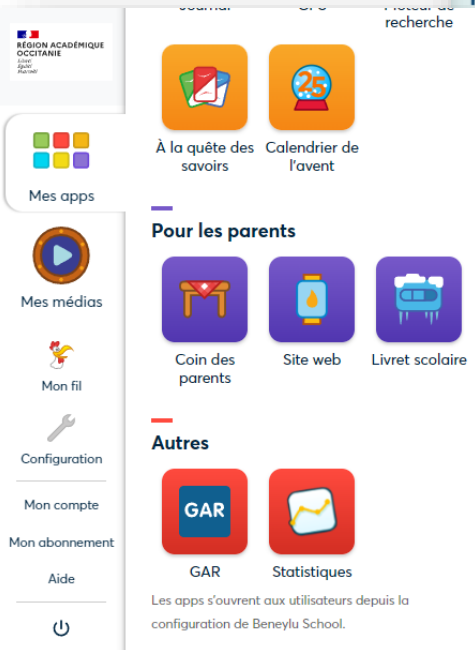 recherche
RÉGION ACADÉMIQUE
OCCITANIE
25
À la quête des
savoirs
Calendrier de
l'avent
Mes apps
Pour les parents
Mes médias
Coin des
parents
Site web
Livret scolaire
Mon fil
Autres
Configuration
GAR
Mon compte
Mon abonnement
GAR
Statistiques
Aide
Les apps s'ouvrent aux utilisateurs depuis la
configuration de Beneylu School.